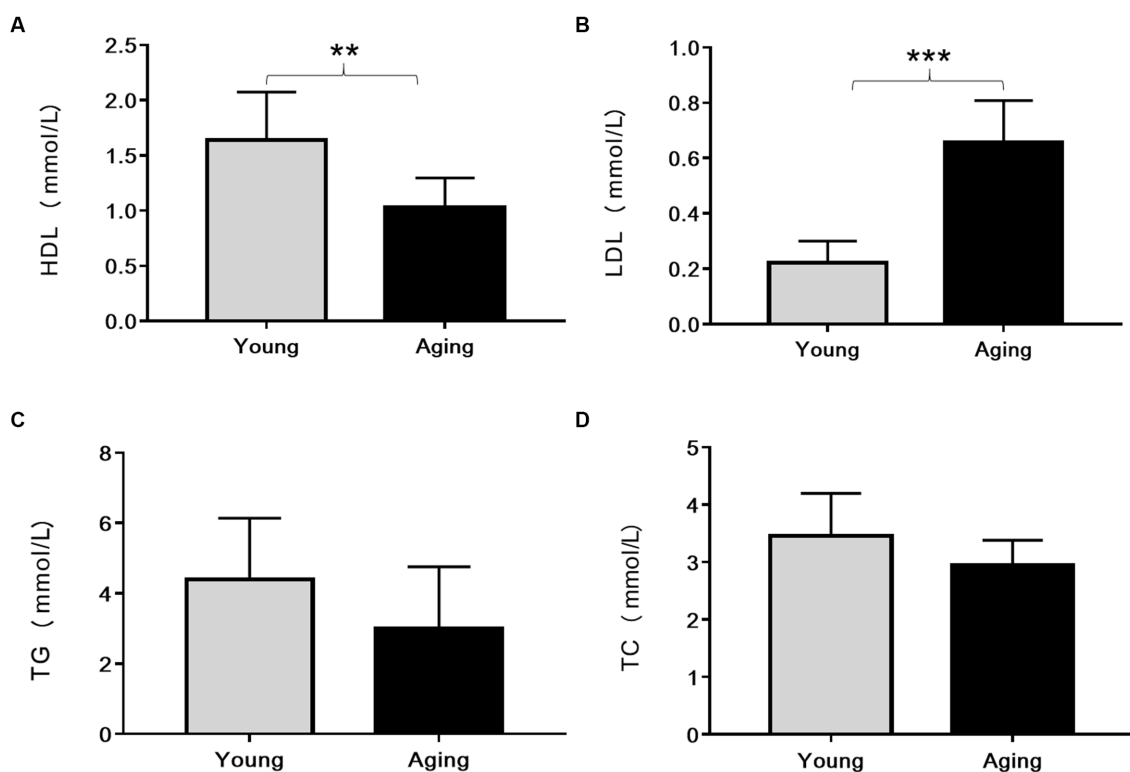 A
HDL (mmol/L)
2.5
2.0
1.5
1.0
0.5
0.0
**
Young
Aging
B
LDL (mmol/L)
1.0
0.8
0.6
0.4
0.2
0.0
***
Young
Aging
C
TG (mmol/L)
8
6
4
2
0
Young
Aging
D
TC (mmol/L)
5
4
3
2
1
0
Young
Aging